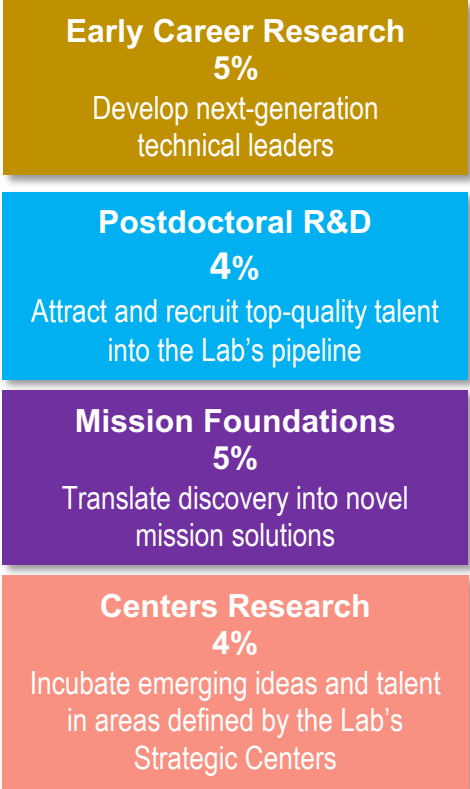 Early Career Research
5%
Develop next-generation
technical leaders
Postdoctoral R&D
4%
Attract and recruit top-quality talent
into the Lab's pipeline
Mission Foundations
5%
Translate discovery into novel
mission solutions
Centers Research
4%
Incubate emerging ideas and talent
in areas defined by the Lab's
Strategic Centers